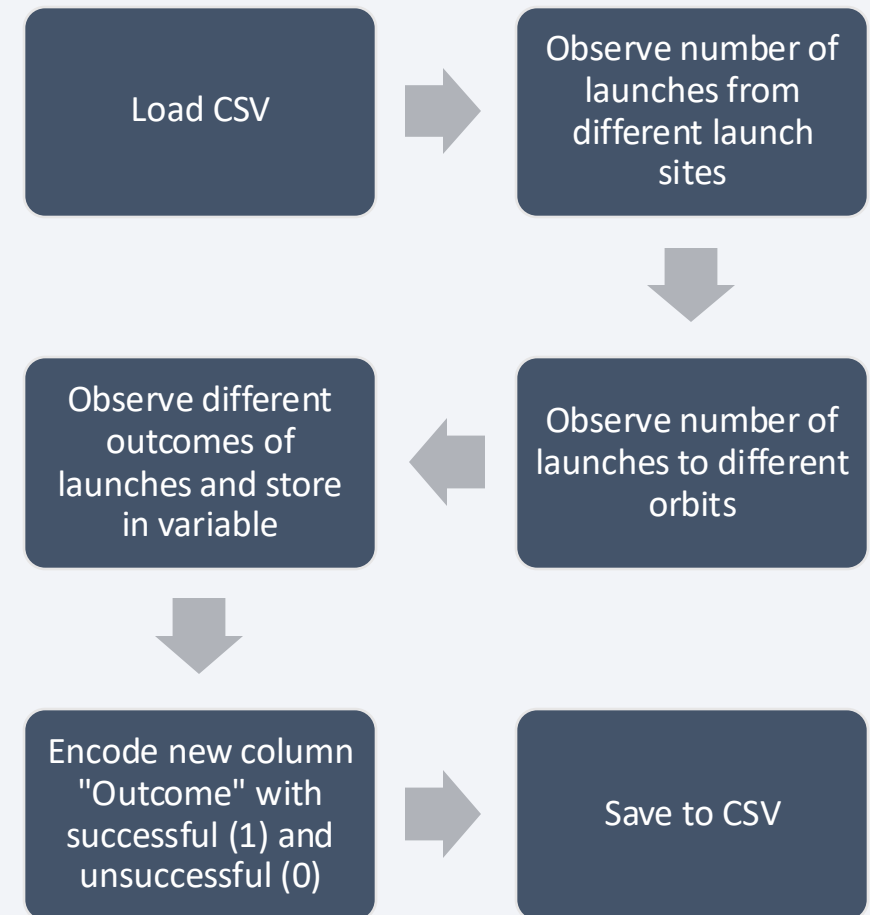 Load CSV
Observe number of
launches from
different launch
sites
Observe number of
launches to different
orbits
Observe different
outcomes of
launches and store
in variable
Encode new column
"Outcome" with
successful (1) and
unsuccessful (0)
Save to CSV